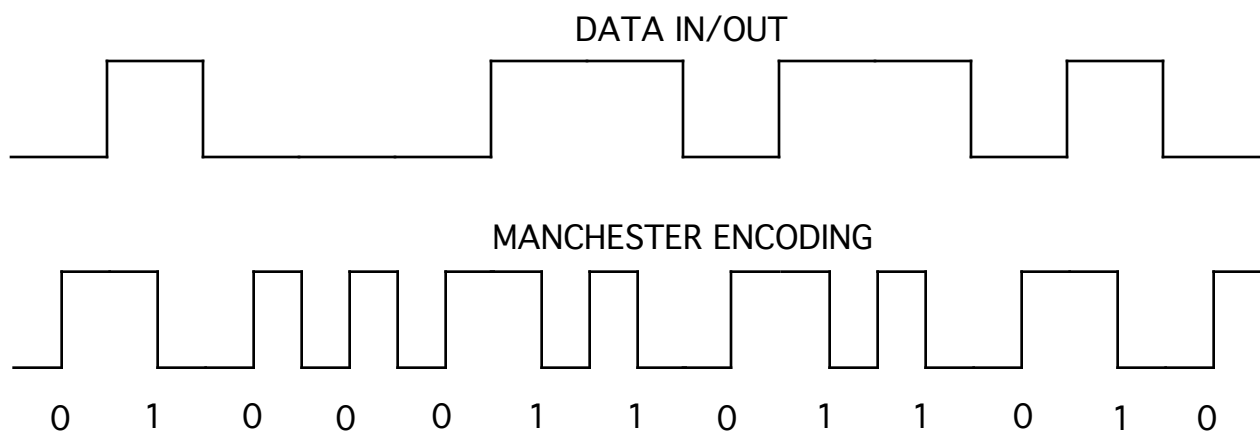 DATA IN/OUT
MANCHESTER ENCODING
0 1 0 0 0 1 1 0 1 1 0 1 0